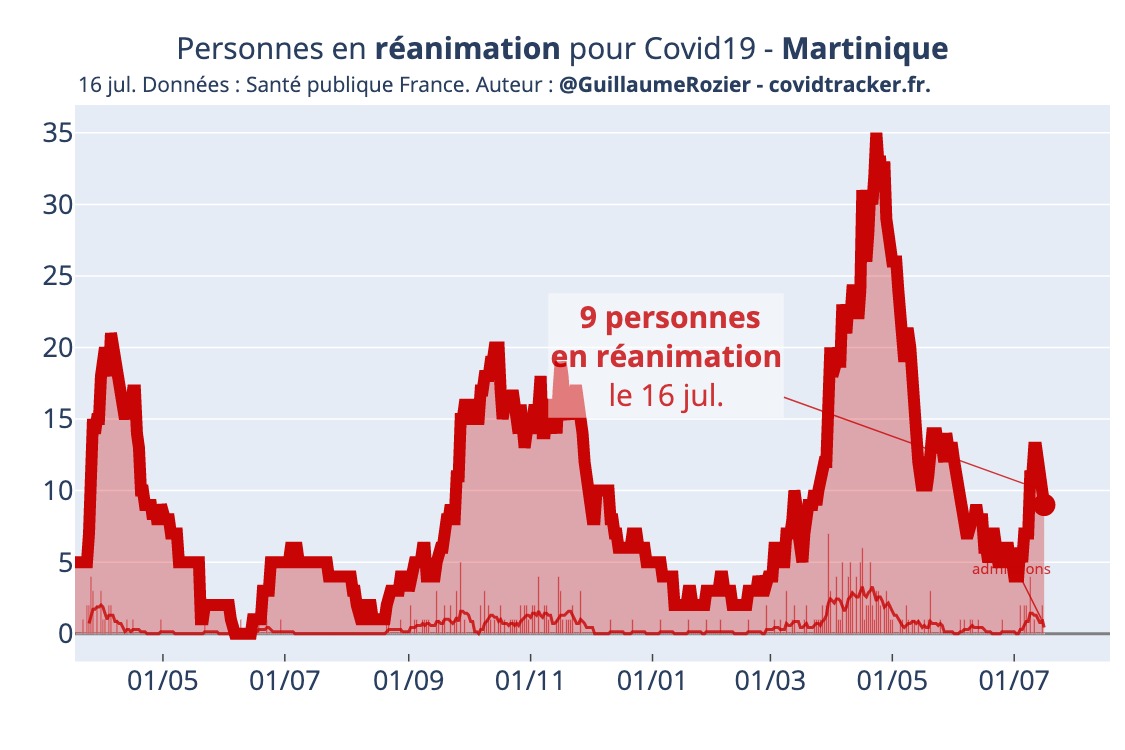 Personnes en réanimation pour Covid19 - Martinique
16 jul. Données : Santé publique France. Auteur : @GuillaumeRozier - covidtracker.fr.
35
30
25
20
15
10
5
0
9 personnes
en réanimation
le 16 jul.
admissions
01/05 01/07 01/09 01/11 01/01 01/03 01/05 01/07